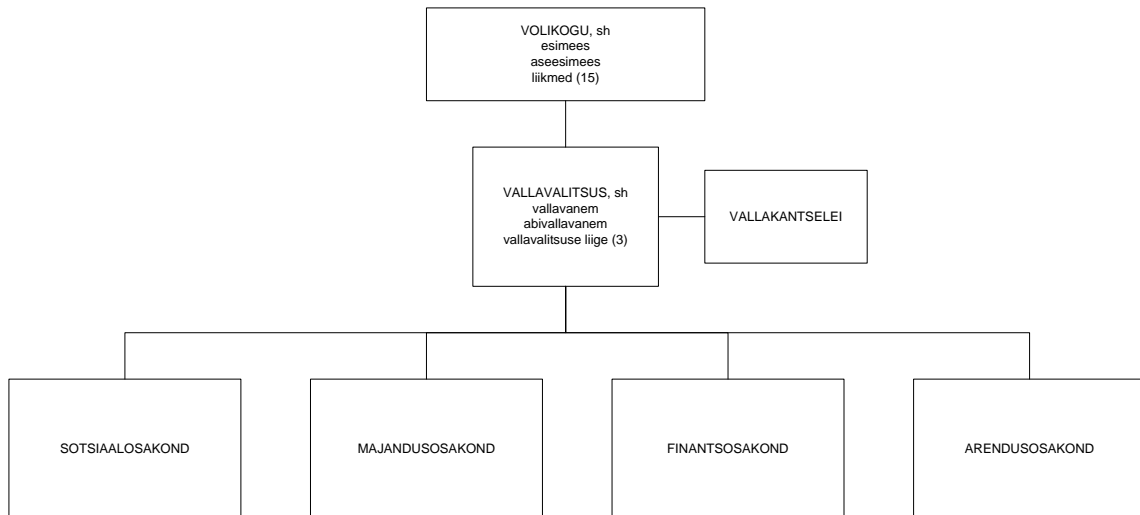 VOLIKOGU, sh
esimees
aseesimees
liikmed (15)
VALLAVALITSUS, sh
vallavanem
abivallavanem
vallavalitsuse liige (3)
VALLAKANTSELEI
SOTSIAALOSAKOND
MAJANDUSOSAKOND
FINANTSOSAKOND
ARENDUSOSAKOND